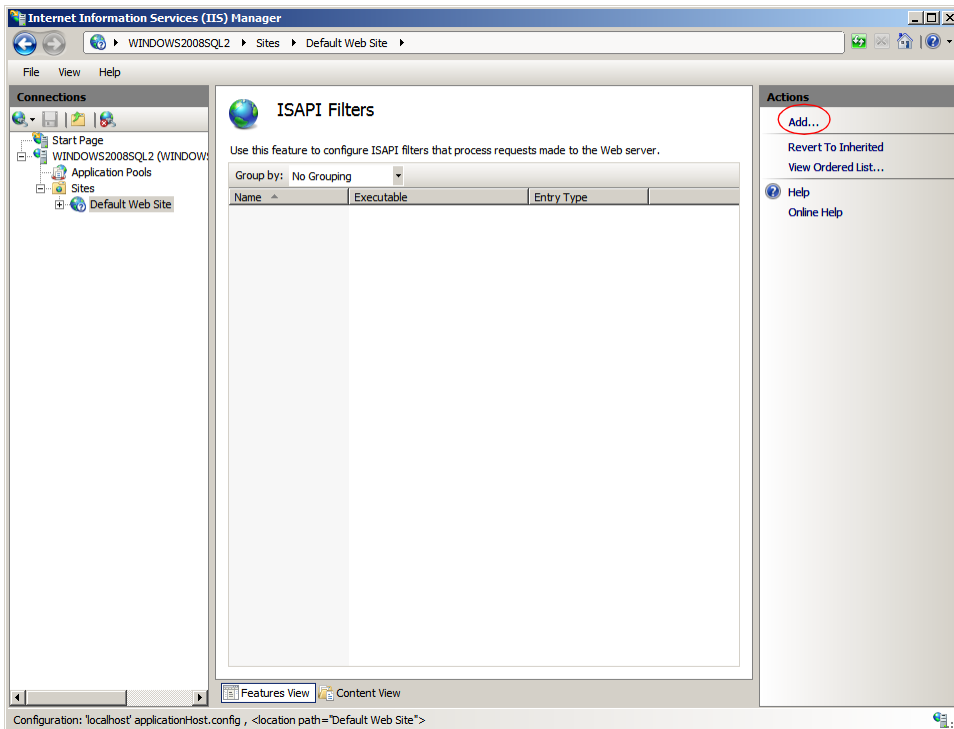 Internet Information Services (IIS) Manager
WINDOWS2008SQL2 Sites Default Web Site
File View Help
Connections
Start Page
WINDOWS2008SQL2 (WINDOW
Application Pools
Sites
Default Web Site
ISAPI Filters
Use this feature to configure ISAPI filters that process requests made to the Web server.
Group by: No Grouping
Name Executable Entry Type
Features View Content View
Actions
Add...
Revert To Inherited
View Ordered List...
Help
Online Help
Configuration: 'localhost' applicationHost.config , <location path="Default Web Site">